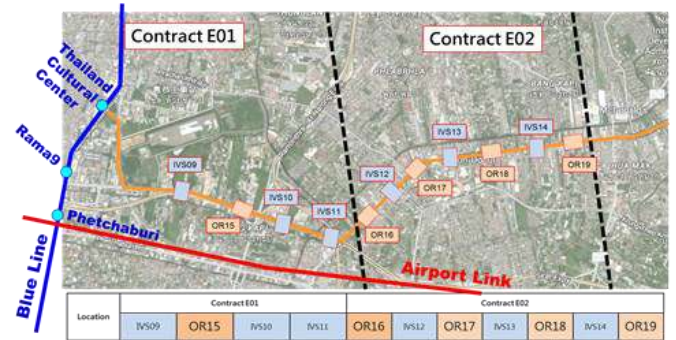 Contract E01
Contract E02
Thailand
Cultural
Center
Rama9
Phetchaburi
Blue Line
Airport Link
IVS09
OR15
IVS10
IVS11
OR16
IVS12
OR17
IVS13
OR18
IVS14
OR19
Location
Contract E01
Contract E02
IVS09
OR15
IVS10
IVS11
OR16
IVS12
OR17
IVS13
OR18
IVS14
OR19